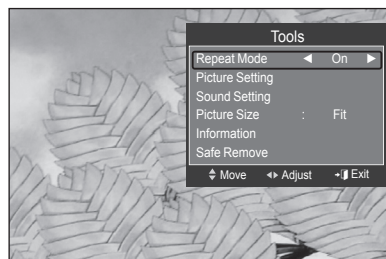 Tools
Repeat Mode ◀ On ▶
Picture Setting
Sound Setting
Picture Size : Fit
Information
Safe Remove
Move Adjust Exit